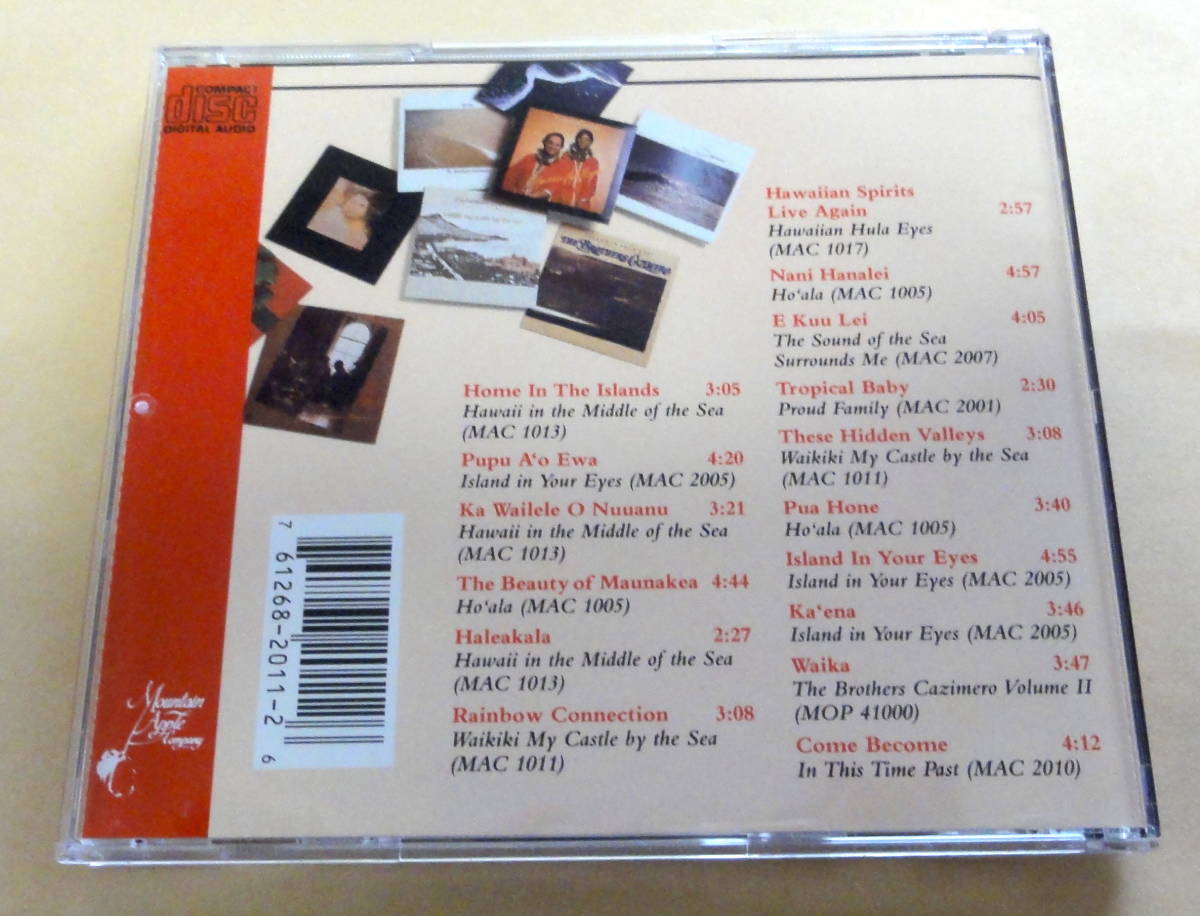 COMPACT
disc
DIGITAL AUDIO
THE BROTHERS CAZIMERO
Home In The Islands 3:05
Hawaii in the Middle of the Sea
(MAC 1013)
Pupu A‘o Ewa 4:20
Island in Your Eyes (MAC 2005)
Ka Wailele O Nuuanu 3:21
Hawaii in the Middle of the Sea
(MAC 1013)
The Beauty of Maunakea 4:44
Ho‘ala (MAC 1005)
Haleakala 2:27
Hawaii in the Middle of the Sea
(MAC 1013)
Rainbow Connection 3:08
Waikiki My Castle by the Sea
(MAC 1011)
Hawaiian Spirits
Live Again 2:57
Hawaiian Hula Eyes
(MAC 1017)
Nani Hanalei 4:57
Ho‘ala (MAC 1005)
E Kuu Lei 4:05
The Sound of the Sea
Surrounds Me (MAC 2007)
Tropical Baby 2:30
Proud Family (MAC 2001)
These Hidden Valleys 3:08
Waikiki My Castle by the Sea
(MAC 1011)
Pua Hone 3:40
Ho‘ala (MAC 1005)
Island In Your Eyes 4:55
Island in Your Eyes (MAC 2005)
Ka‘ena 3:46
Island in Your Eyes (MAC 2005)
Waika 3:47
The Brothers Cazimero Volume II
(MOP 41000)
Come Become 4:12
In This Time Past (MAC 2010)
7 61268-2011-2 6
Mountain
Apple
Company